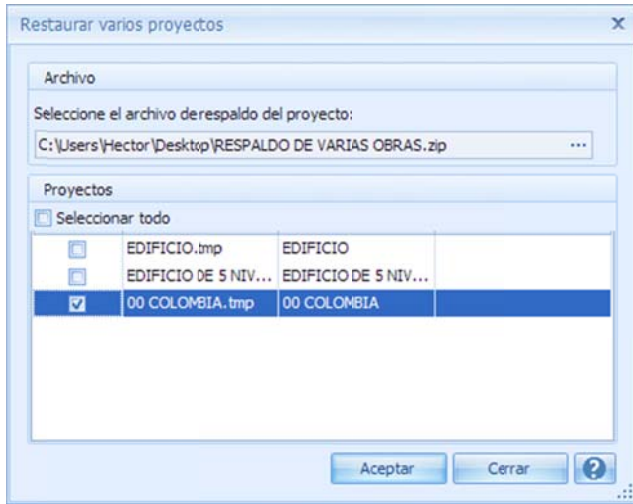 Restaurar varios proyectos
Archivo
Seleccione el archivo derespaldo del proyecto:
C:\Users\Hector\Desktop\RESPALDO DE VARIAS OBRAS.zip ...
Proyectos
Seleccionar todo
EDIFICIO.tmp EDIFICIO
EDIFICIO DE 5 NIV... EDIFICIO DE 5 NIV...
00 COLOMBIA.tmp 00 COLOMBIA
Aceptar Cerrar ?